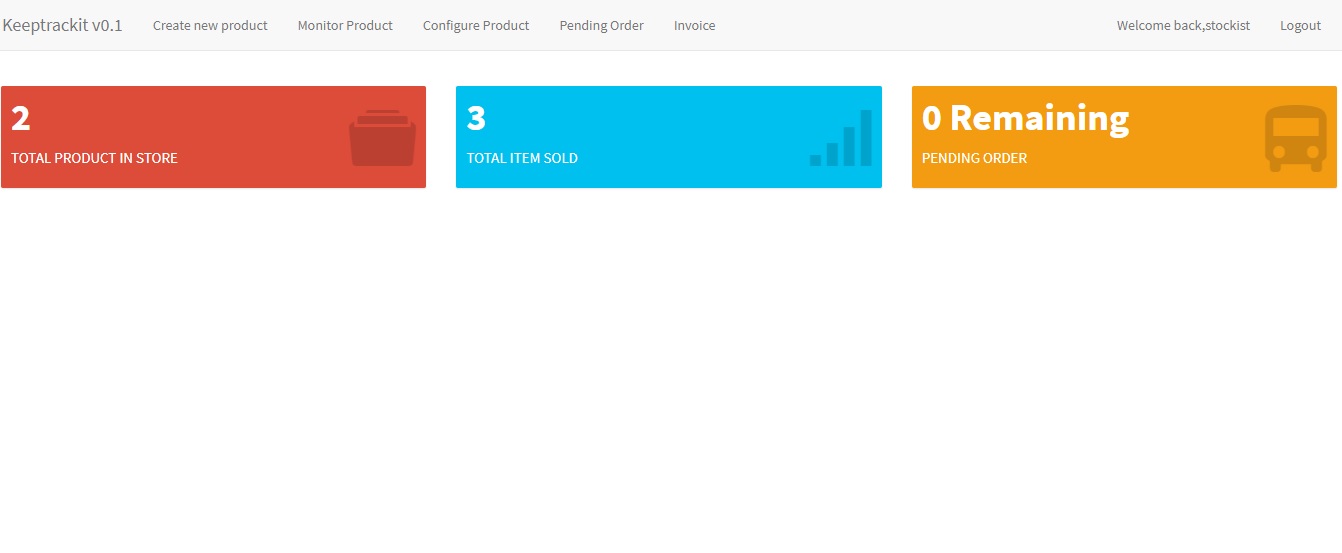 Keeptrackit v0.1 Create new product Monitor Product Configure Product Pending Order Invoice Welcome back,stockist Logout
2
TOTAL PRODUCT IN STORE
3
TOTAL ITEM SOLD
0 Remaining
PENDING ORDER